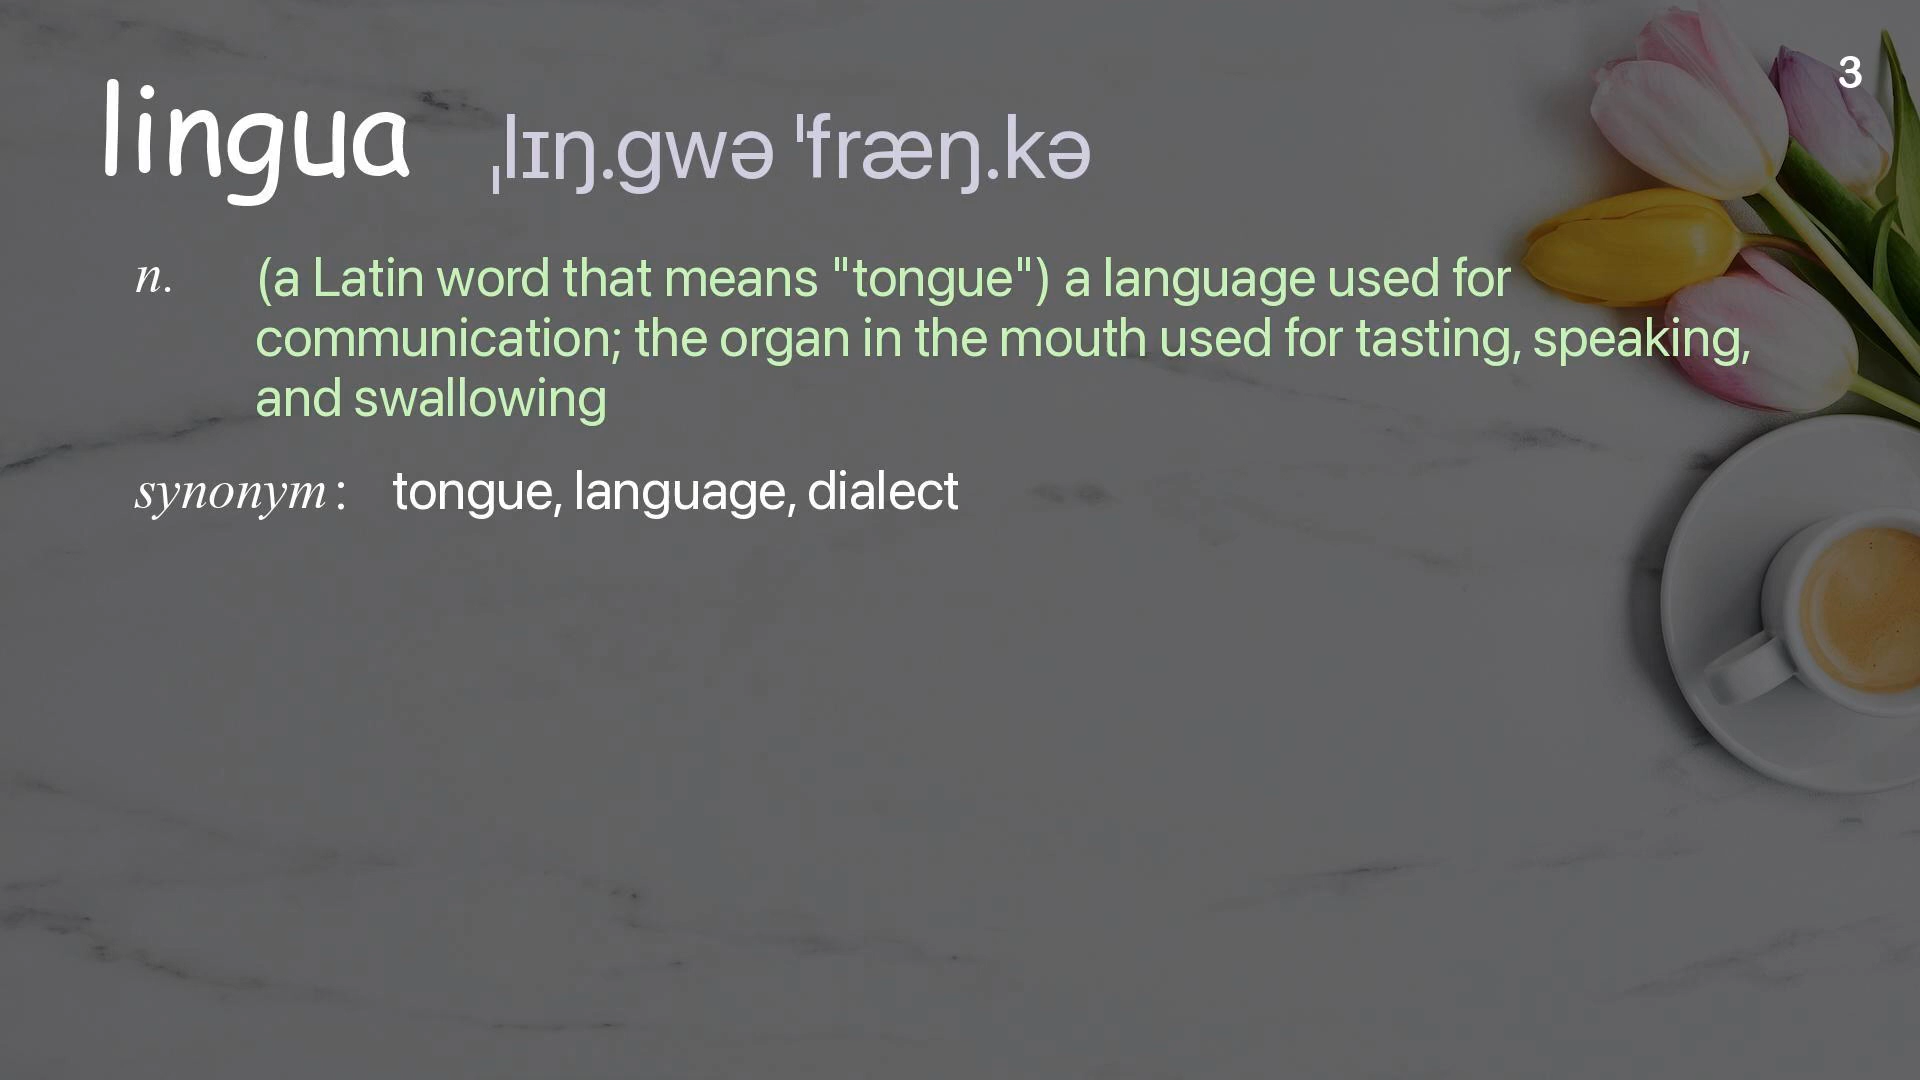 3
lingua ˌlɪŋ.gwə ˈfræŋ.kə
n. (a Latin word that means "tongue") a language used for
communication; the organ in the mouth used for tasting, speaking,
and swallowing
synonym : tongue, language, dialect